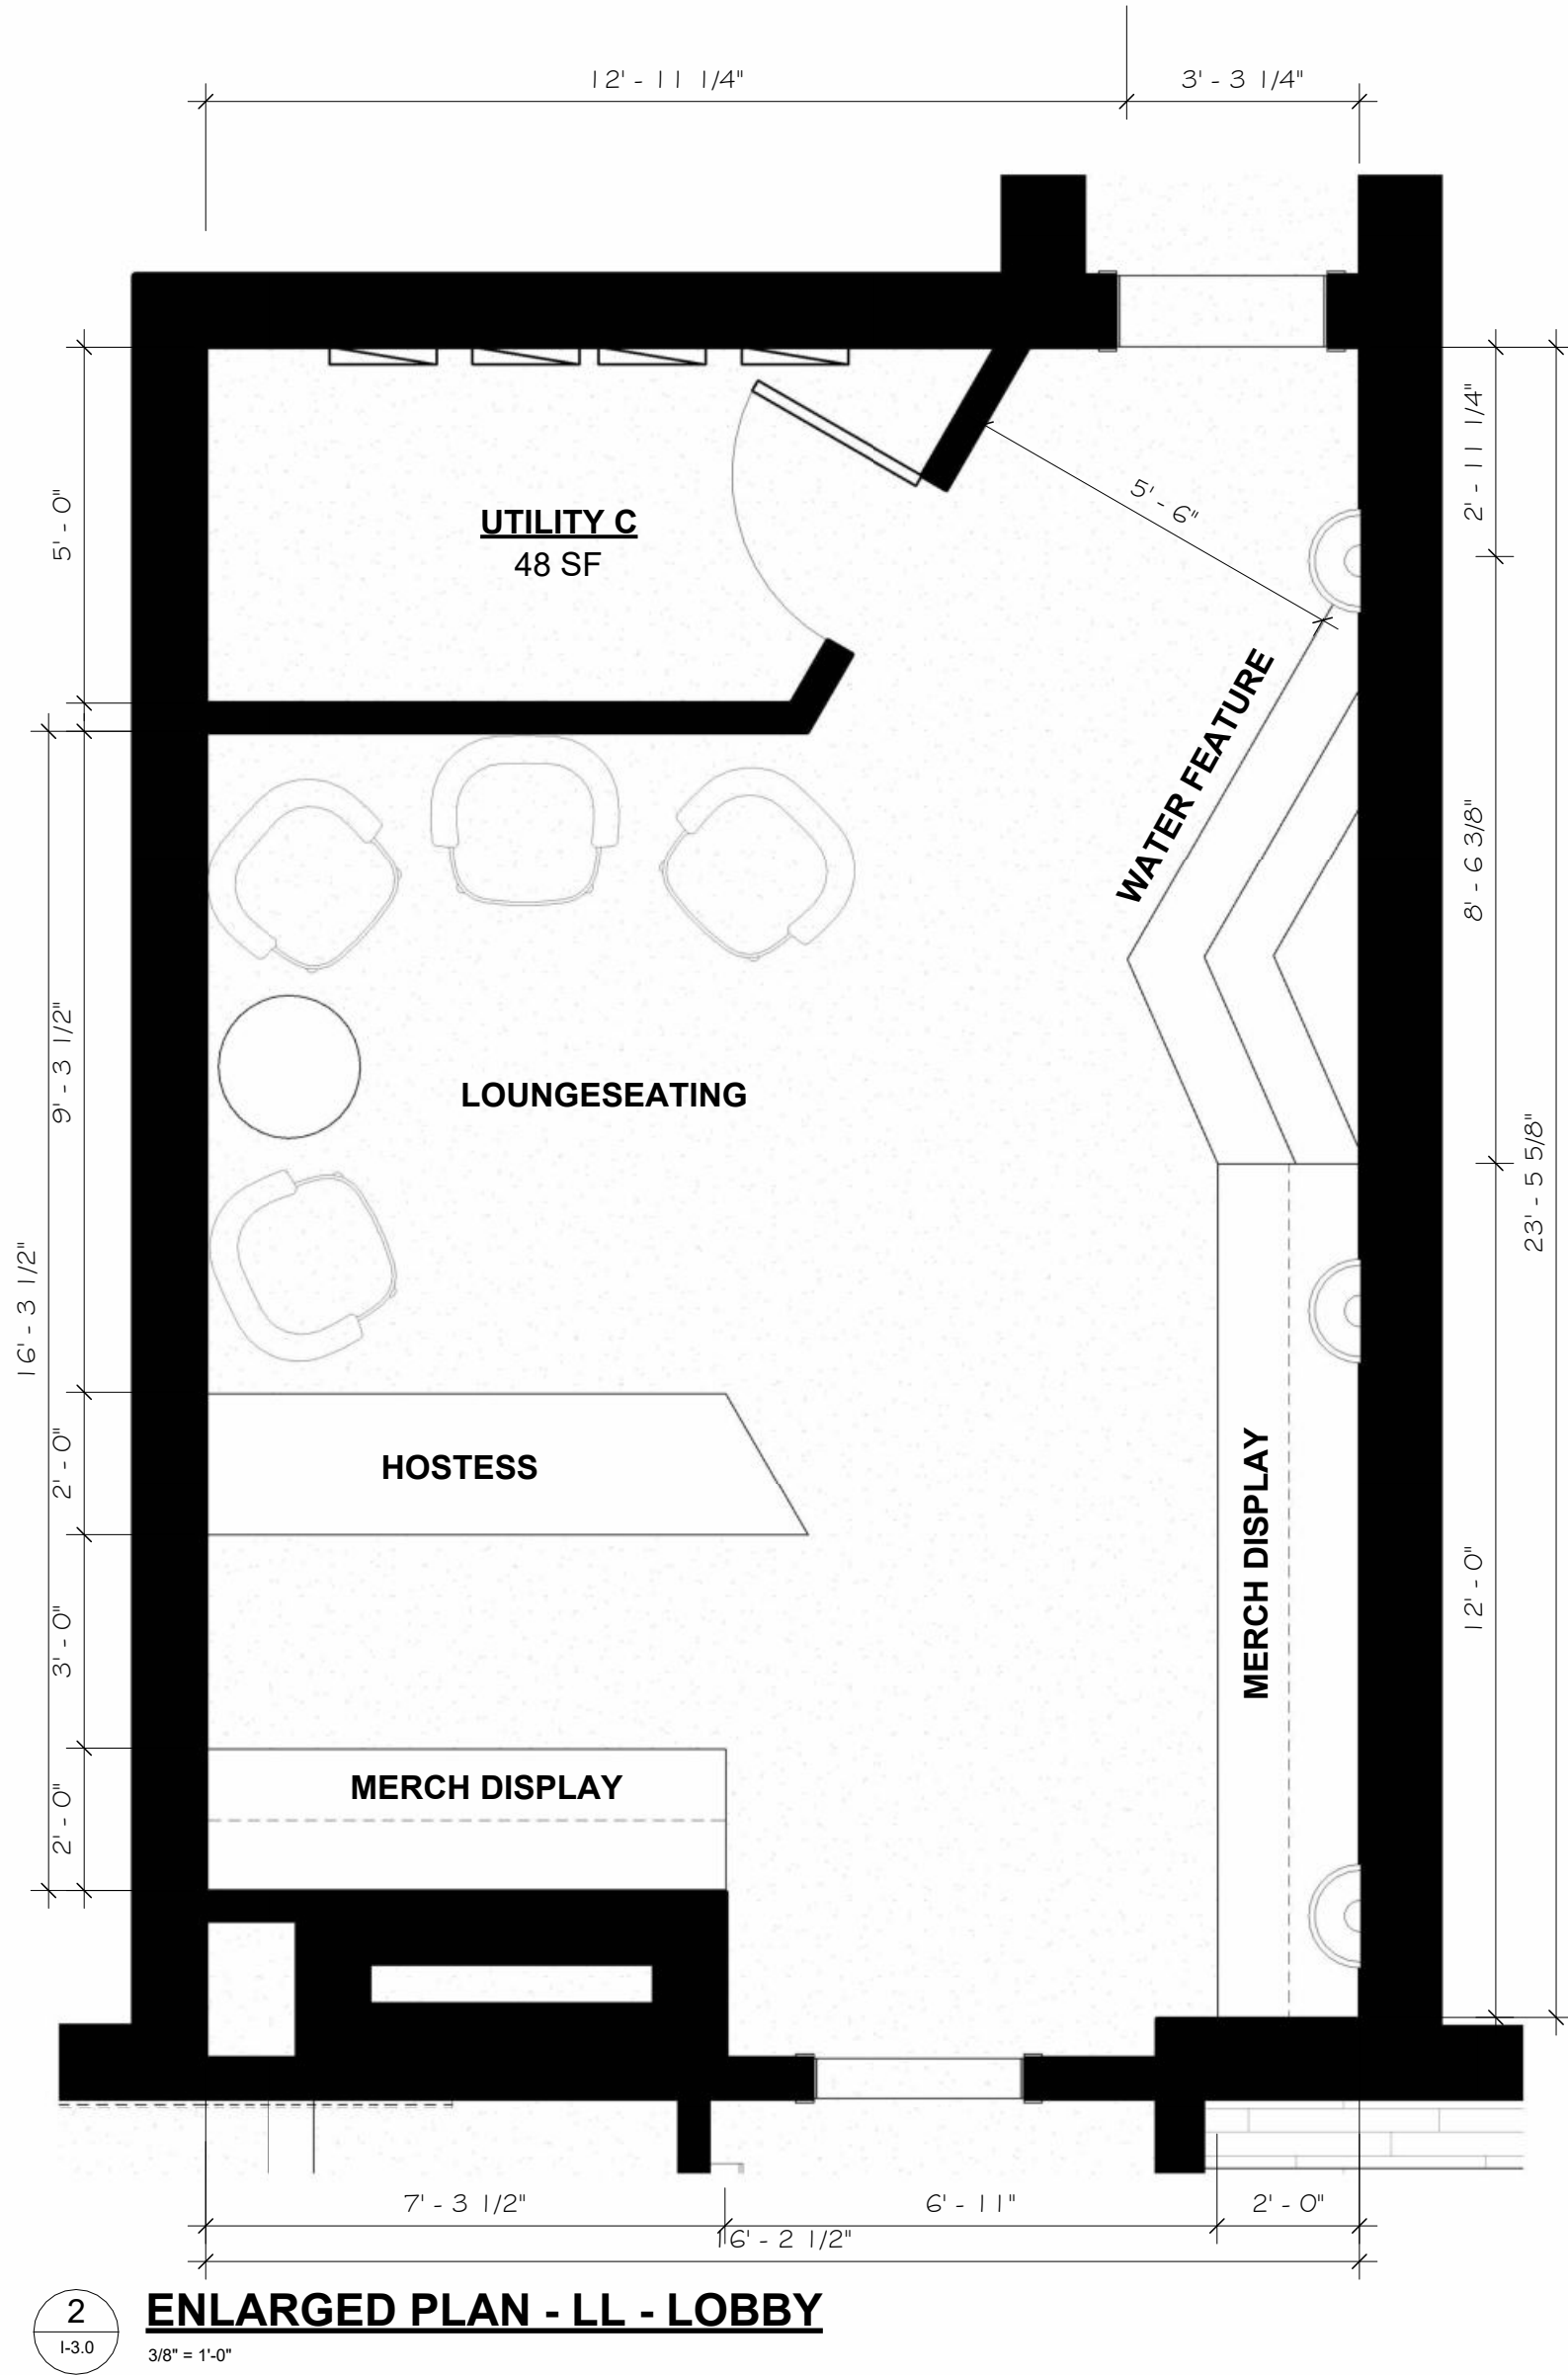 12' - 11 1/4"
3' - 3 1/4"
5' - 0"
2' - 11 1/4"
5' - 6"
UTILITY C
48 SF
WATER FEATURE
8' - 6 3/8"
9' - 3 1/2"
LOUNGESEATING
23' - 5 5/8"
16' - 3 1/2"
2' - 0"
HOSTESS
MERCH DISPLAY
12' - 0"
3' - 0"
2' - 0"
MERCH DISPLAY
7' - 3 1/2"
6' - 11"
2' - 0"
16' - 2 1/2"
2
I-3.0
ENLARGED PLAN - LL - LOBBY
3/8" = 1'-0"